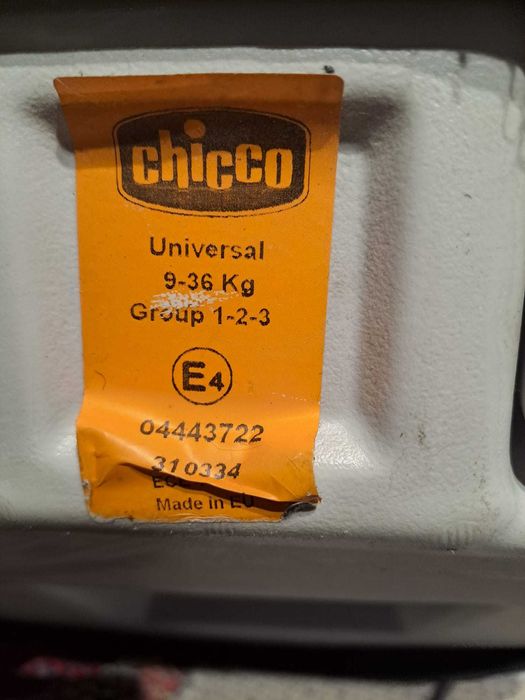 chicco
Universal
9-36 Kg
Group 1-2-3
E4
04443722
310334
Made in EU